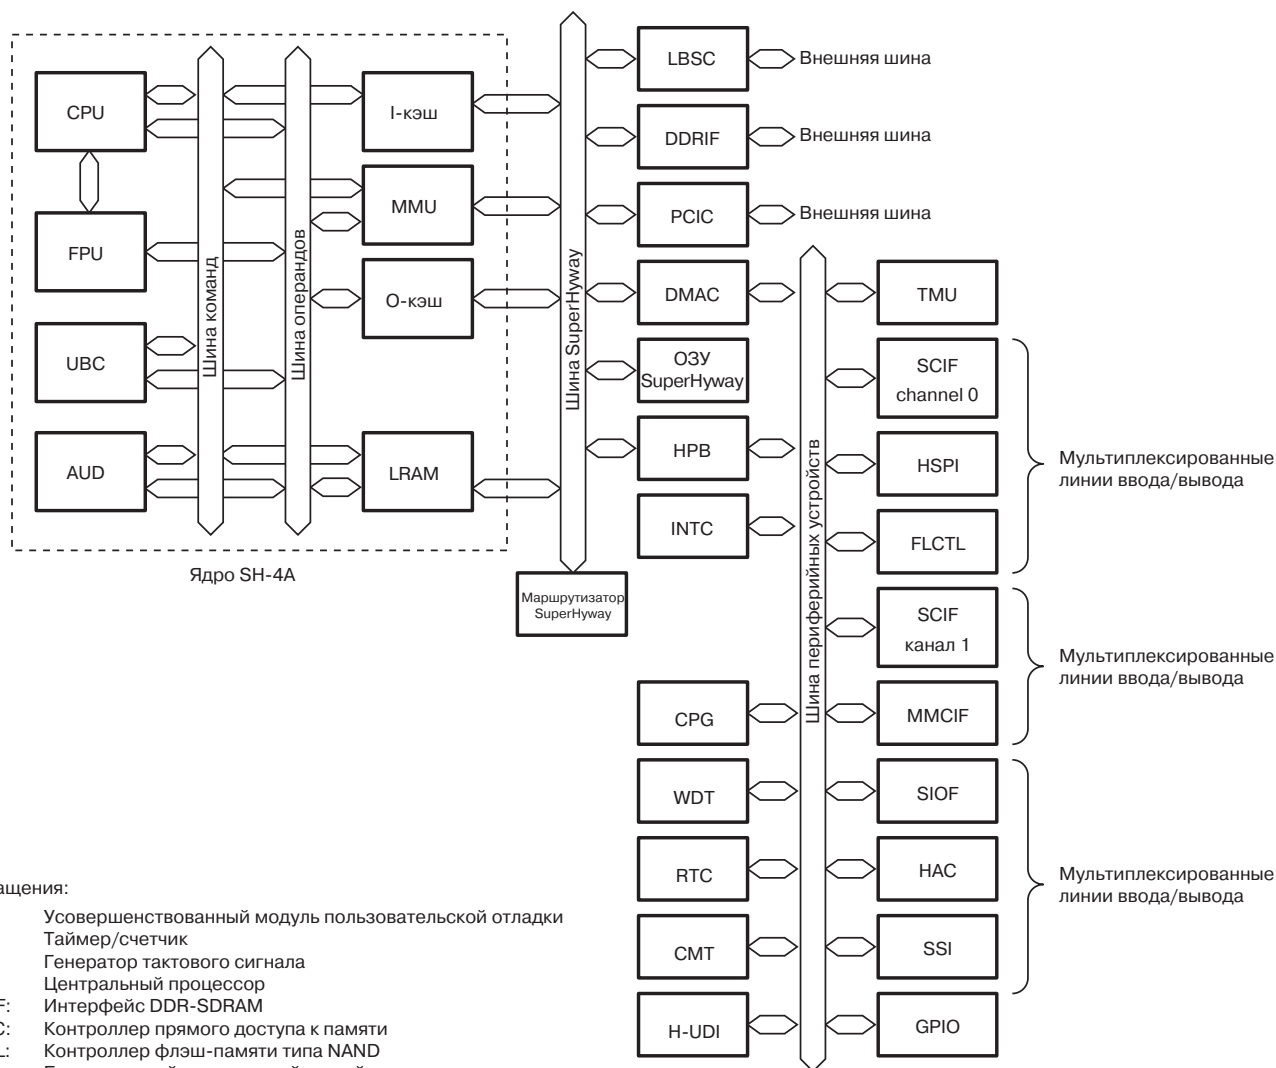 CPU
FPU
UBC
AUD
Шина команд
Шина операндов
I-кэш
MMU
О-кэш
LRAM
Ядро SH-4A
Шина SuperHyway
Маршрутизатор
SuperHyway
LBSC
Внешняя шина
DDRIF
Внешняя шина
PCIC
Внешняя шина
DMAC
ОЗУ
SuperHyway
HPB
INTC
CPG
WDT
RTC
CMT
H-UDI
Шина периферийных устройств
TMU
SCIF
channel 0
HSPI
FLCTL
Мультиплексированные
линии ввода/вывода
SCIF
канал 1
MMCIF
Мультиплексированные
линии ввода/вывода
SIOF
HAC
SSI
Мультиплексированные
линии ввода/вывода
GPIO
ащения:
Усовершенствованный модуль пользовательской отладки
Таймер/счетчик
Генератор тактового сигнала
Центральный процессор
F: Интерфейс DDR-SDRAM
C: Контроллер прямого доступа к памяти
L: Контроллер флэш-памяти типа NAND